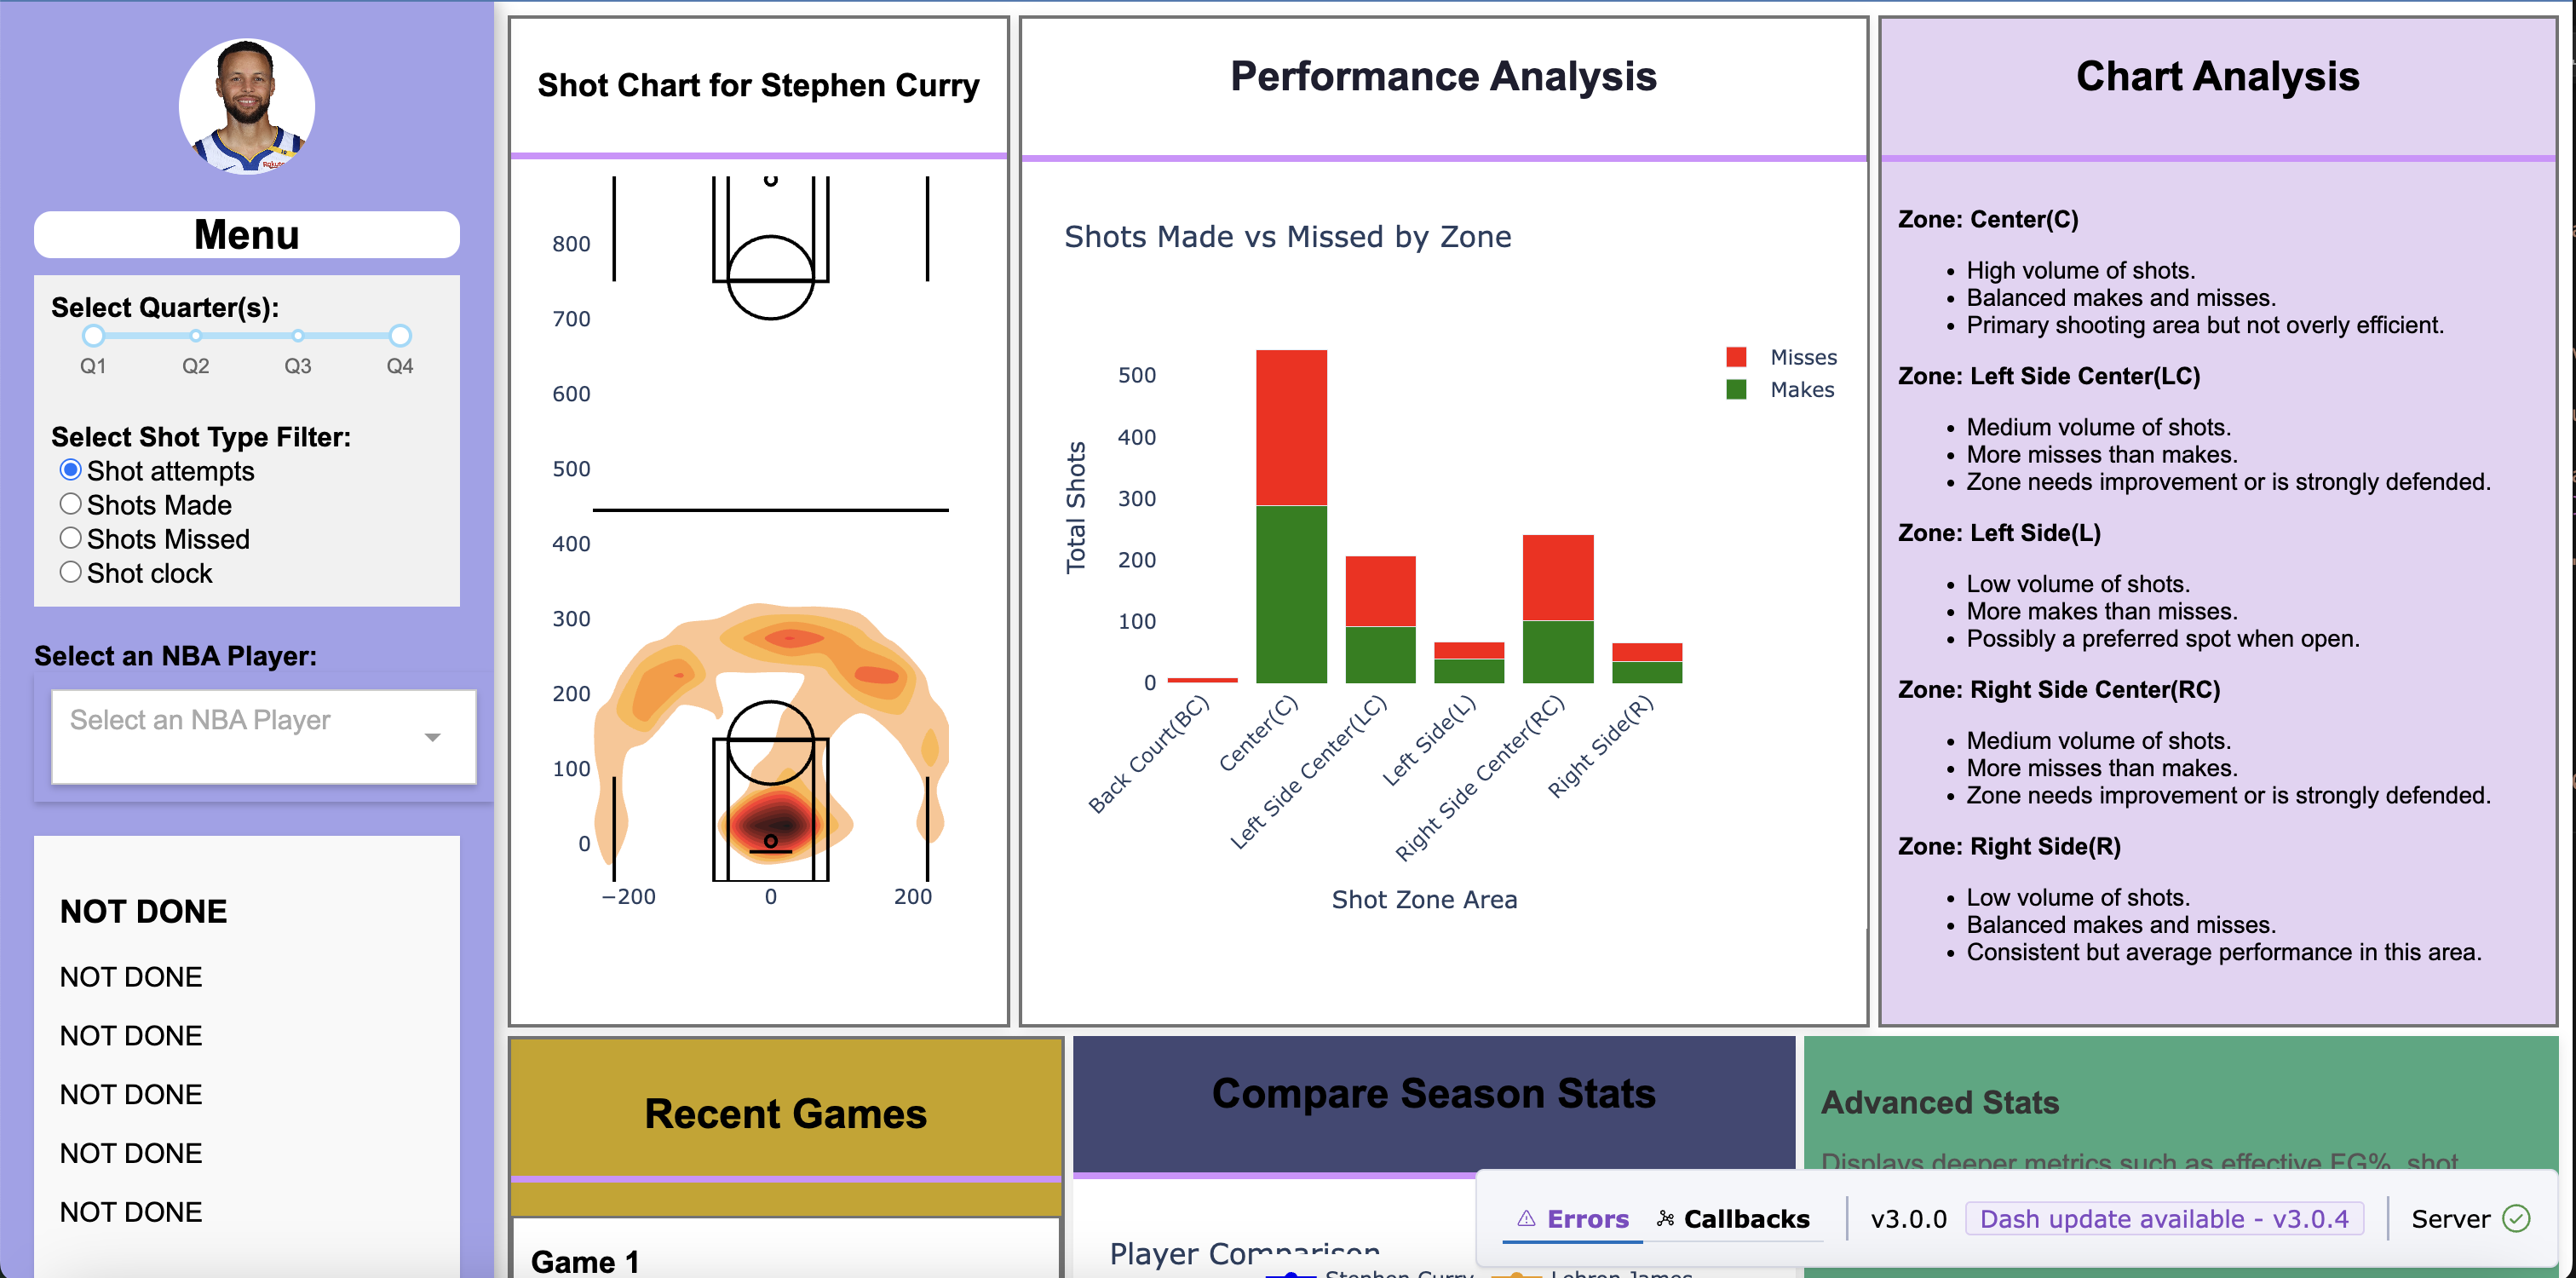 Menu
Select Quarter(s):
Q1 Q2 Q3 Q4
Select Shot Type Filter:
Shot attempts
Shots Made
Shots Missed
Shot clock
Select an NBA Player:
Select an NBA Player
NOT DONE
NOT DONE
NOT DONE
NOT DONE
NOT DONE
NOT DONE
Shot Chart for Stephen Curry
800
700
600
500
400
300
200
100
0
−200 0 200
Performance Analysis
Shots Made vs Missed by Zone
Misses
Makes
Total Shots
500
400
300
200
100
0
Back Court(BC)
Center(C)
Left Side Center(LC)
Left Side(L)
Right Side Center(RC)
Right Side(R)
Shot Zone Area
Chart Analysis
Zone: Center(C)
• High volume of shots.
• Balanced makes and misses.
• Primary shooting area but not overly efficient.
Zone: Left Side Center(LC)
• Medium volume of shots.
• More misses than makes.
• Zone needs improvement or is strongly defended.
Zone: Left Side(L)
• Low volume of shots.
• More makes than misses.
• Possibly a preferred spot when open.
Zone: Right Side Center(RC)
• Medium volume of shots.
• More misses than makes.
• Zone needs improvement or is strongly defended.
Zone: Right Side(R)
• Low volume of shots.
• Balanced makes and misses.
• Consistent but average performance in this area.
Recent Games
Game 1
Compare Season Stats
Player Comparison
Stephen Curry Lebron James
Advanced Stats
Displays deeper metrics such as effective FG%, shot
Errors Callbacks v3.0.0 Dash update available - v3.0.4 Server